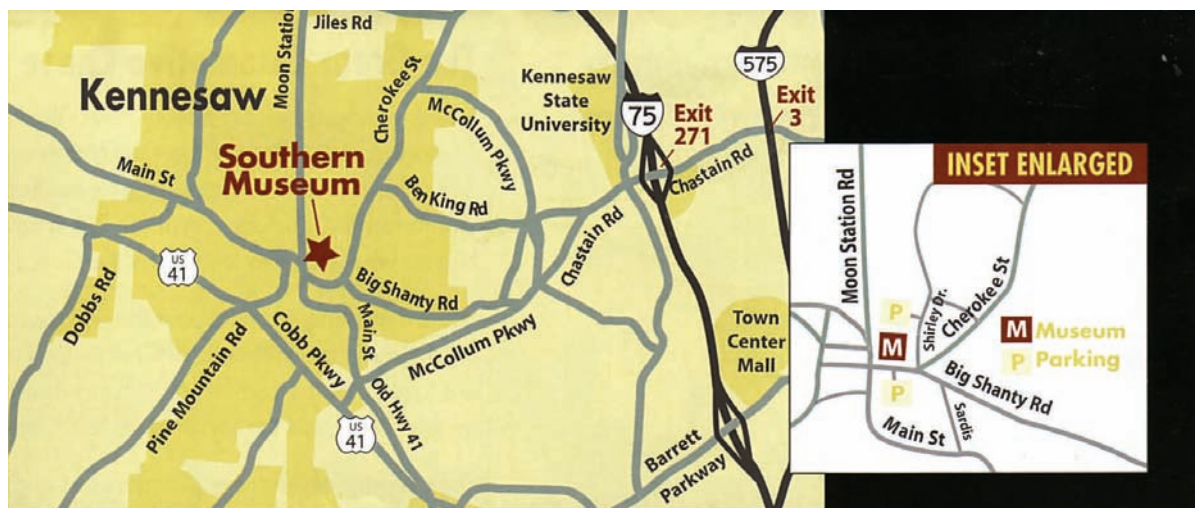 Jiles Rd
Moon Station
Kennesaw
Cherokee St
McCollum Pkwy
Kennesaw
State
University
75
Exit
271
575
Exit
3
Chastain Rd
Main St
Southern
Museum
Ben King Rd
Chastain Rd
US
41
Big Shanty Rd
Dobbs Rd
Pine Mountain Rd
Cobb Pkwy
Main St
McCollum Pkwy
Old Hwy 41
US
41
Town
Center
Mall
Barrett
Parkway
INSET ENLARGED
Moon Station Rd
Shirley Dr.
Cherokee St
P
M
M Museum
P Parking
P
Big Shanty Rd
Sardis
Main St